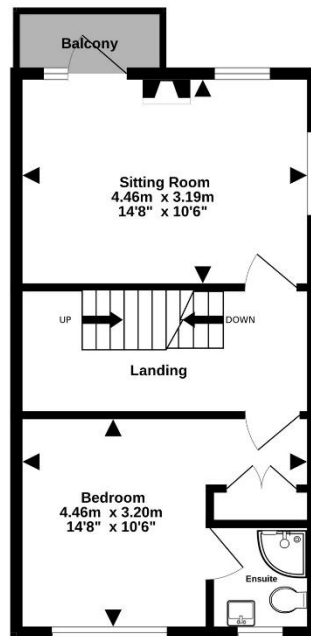 Balcony
Sitting Room
4.46m x 3.19m
14'8" x 10'6"
UP
DOWN
Landing
Bedroom
4.46m x 3.20m
14'8" x 10'6"
Ensuite